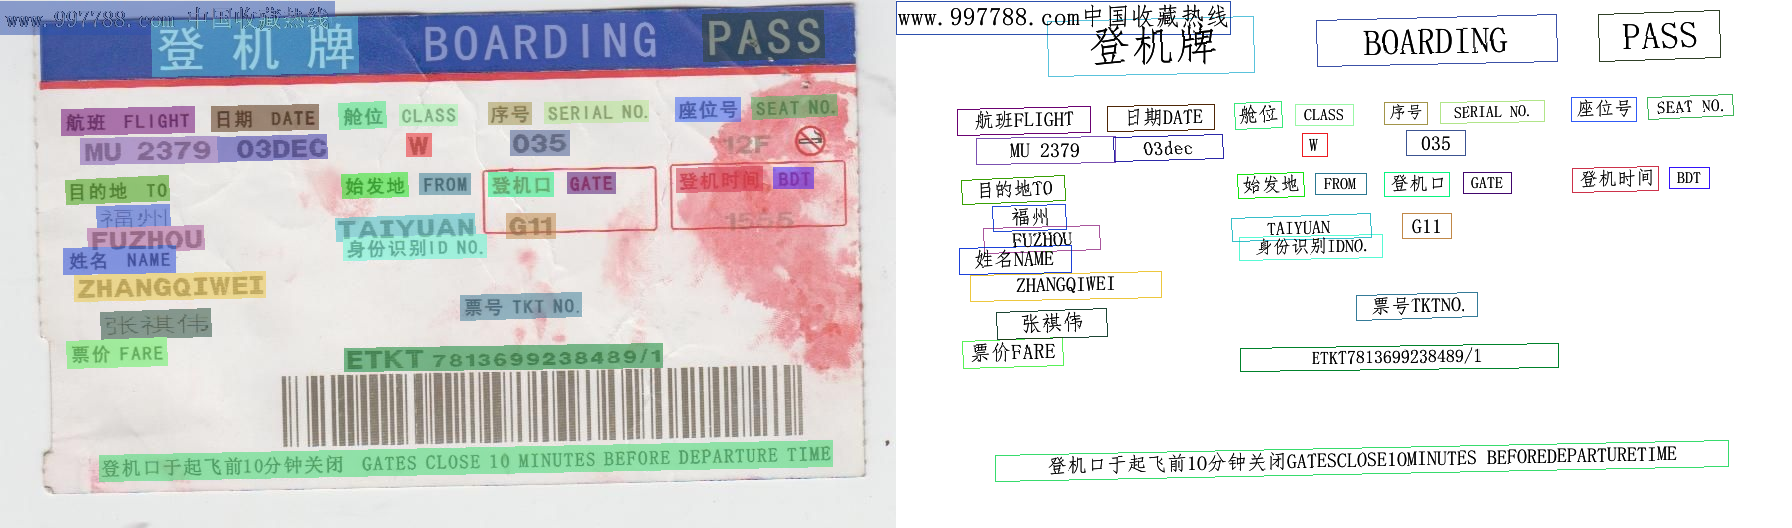 www.997788.com 中国收藏热线
登机牌 BOARDING PASS
航班 FLIGHT 日期 DATE 舱位 CLASS 序号 SERIAL NO. 座位号 SEAT NO.
MU 2379 03DEC W 035 12F
目的地 TO 始发地 FROM 登机口 GATE 登机时间 BDT
福州 TAIYUAN G11
FUZHOU
姓名 NAME 身份识别ID NO.
ZHANGQIWEI
票号 TKT NO.
张祺伟
票价 FARE ETKT 7813699238489/1
登机口于起飞前10分钟关闭 GATES CLOSE 10 MINUTES BEFORE DEPARTURE TIME
www.997788.com中国收藏热线
登机牌 BOARDING PASS
航班FLIGHT 日期DATE 舱位 CLASS 序号 SERIAL NO. 座位号 SEAT NO.
MU 2379 03dec W 035
目的地TO 始发地 FROM 登机口 GATE 登机时间 BDT
福州 TAIYUAN G11
FUZHOU
姓名NAME 身份识别IDNO.
ZHANGQIWEI
票号TKTNO.
张祺伟
票价FARE ETKT7813699238489/1
登机口于起飞前10分钟关闭GATESCLOSE10MINUTES BEFOREDEPARTURETIME